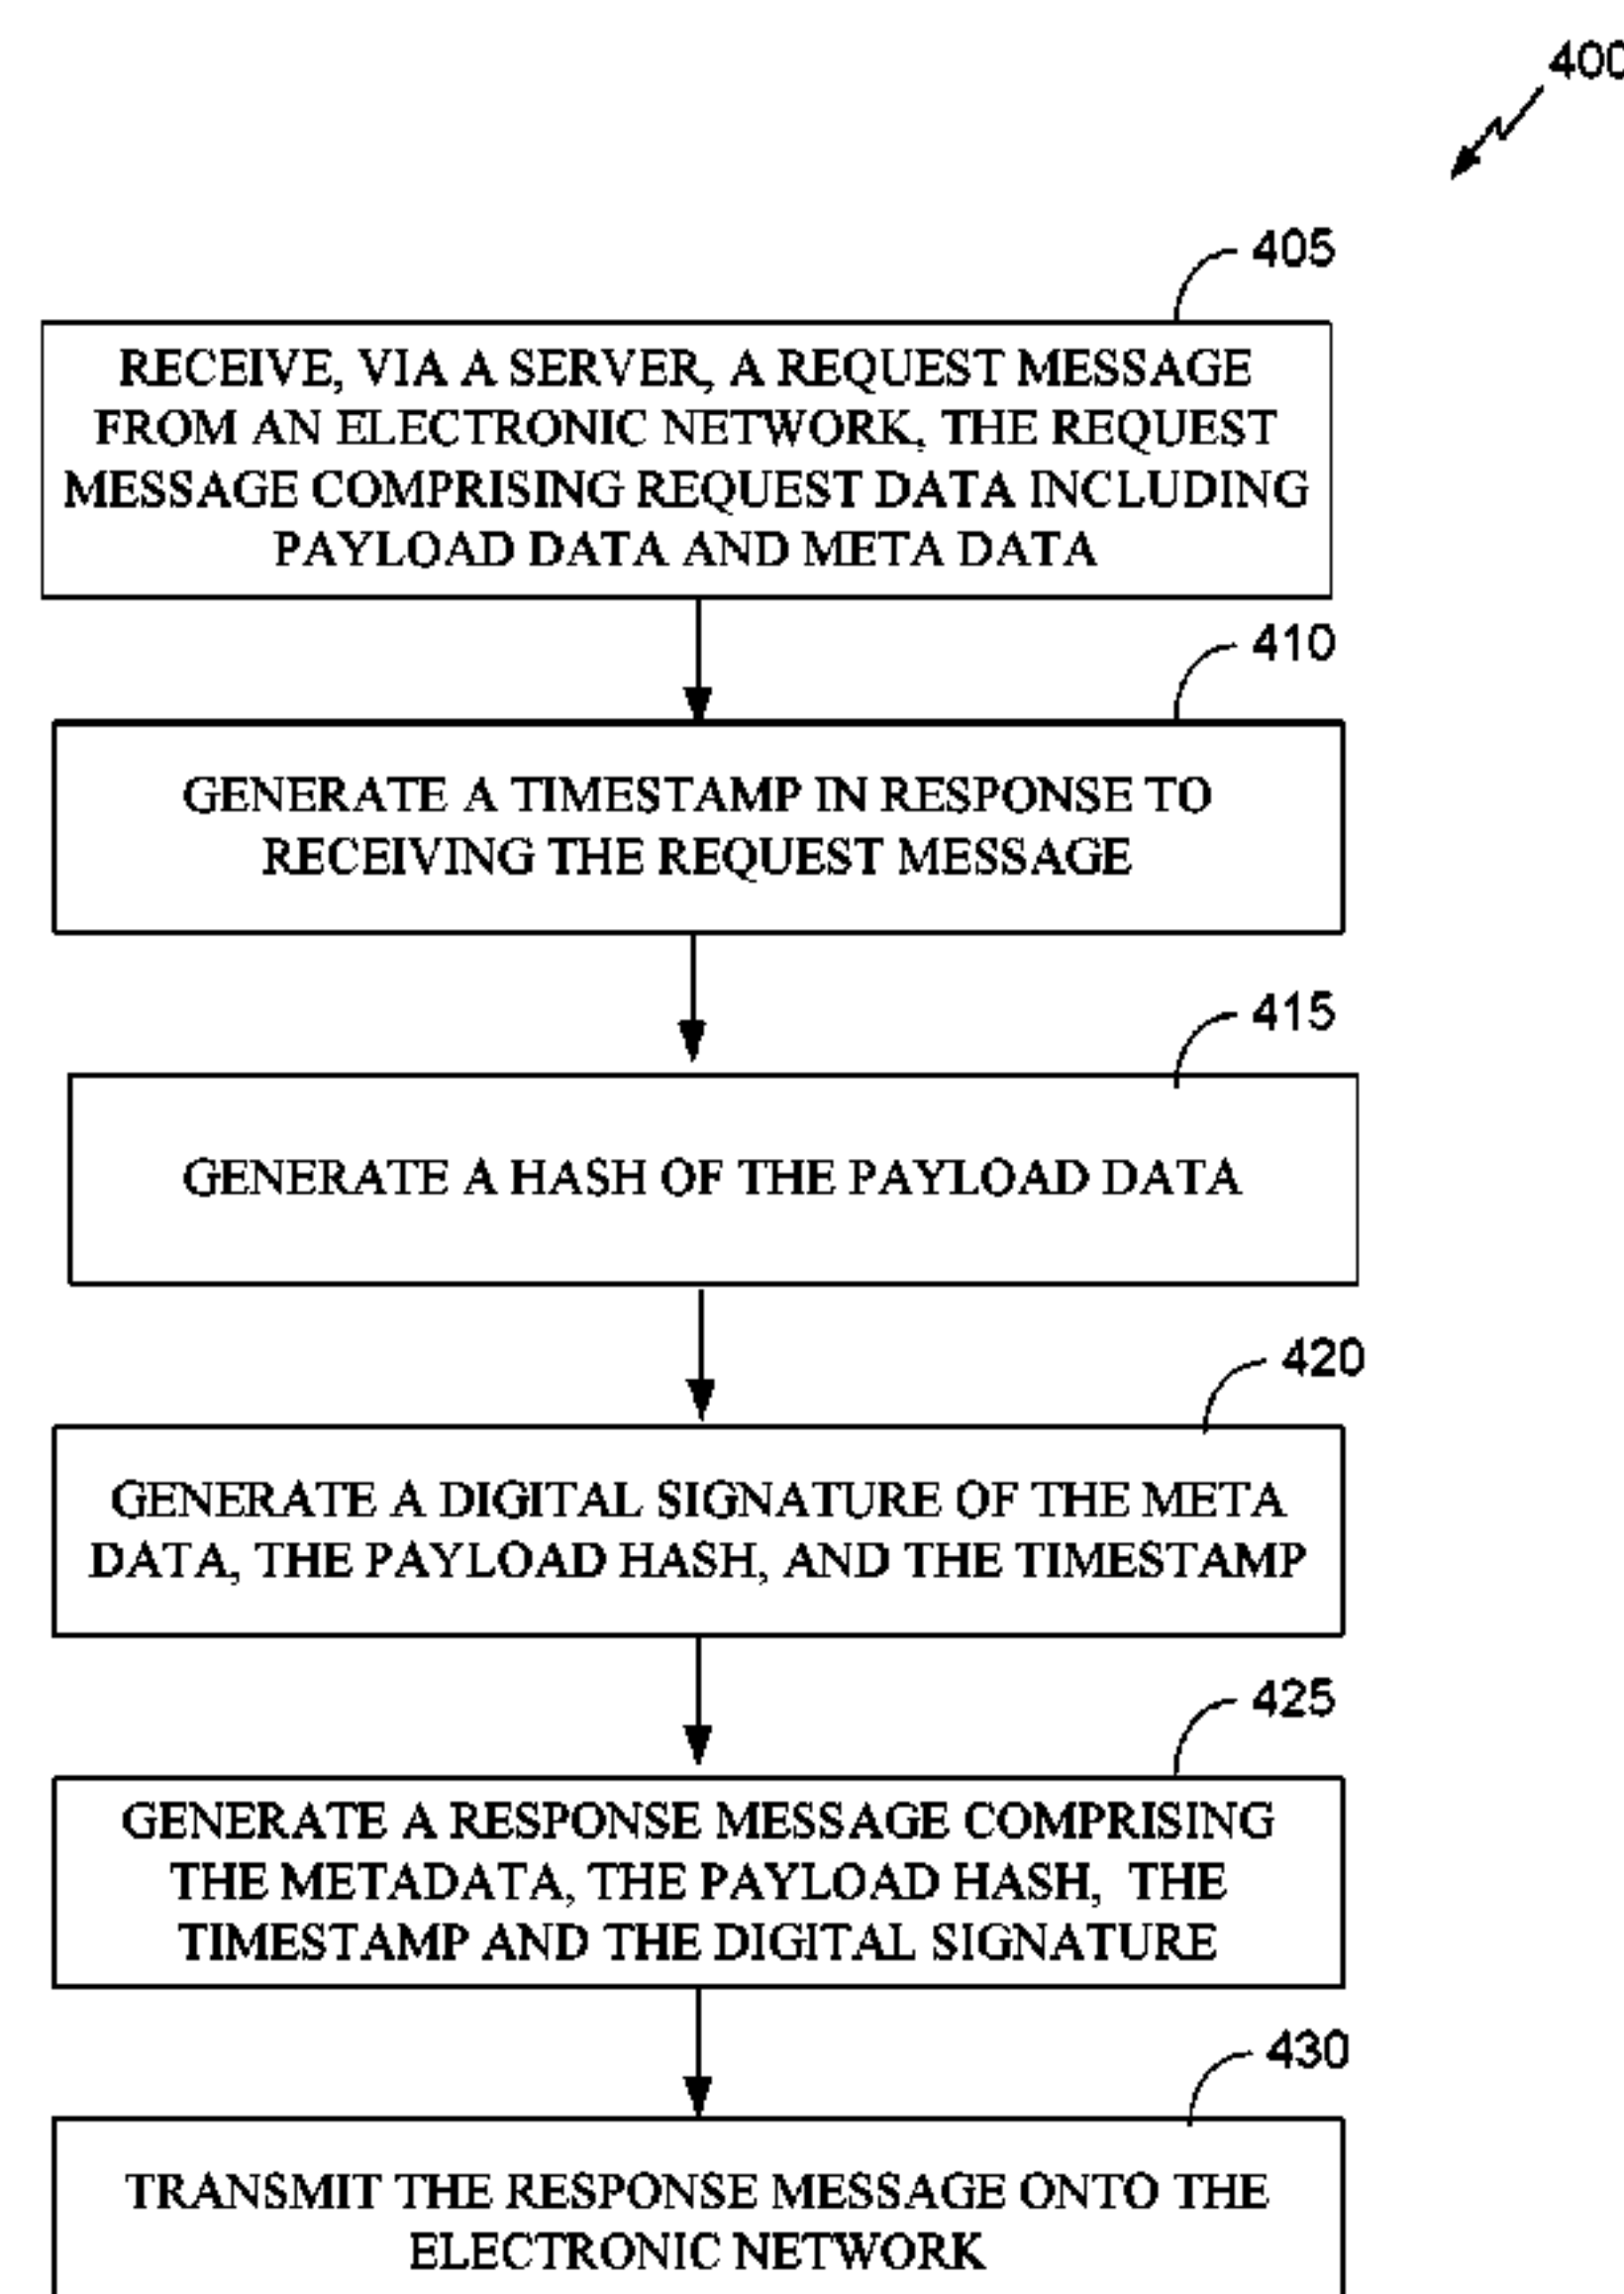 400
405
RECEIVE, VIA A SERVER, A REQUEST MESSAGE
FROM AN ELECTRONIC NETWORK, THE REQUEST
MESSAGE COMPRISING REQUEST DATA INCLUDING
PAYLOAD DATA AND META DATA
410
GENERATE A TIMESTAMP IN RESPONSE TO
RECEIVING THE REQUEST MESSAGE
415
GENERATE A HASH OF THE PAYLOAD DATA
420
GENERATE A DIGITAL SIGNATURE OF THE META
DATA, THE PAYLOAD HASH, AND THE TIMESTAMP
425
GENERATE A RESPONSE MESSAGE COMPRISING
THE METADATA, THE PAYLOAD HASH, THE
TIMESTAMP AND THE DIGITAL SIGNATURE
430
TRANSMIT THE RESPONSE MESSAGE ONTO THE
ELECTRONIC NETWORK